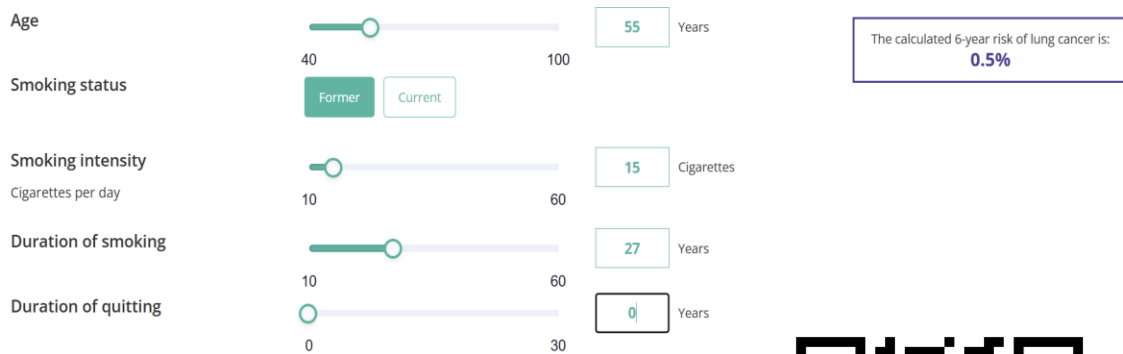 Age
55 Years
40 100
The calculated 6-year risk of lung cancer is:
0.5%
Smoking status
Former Current
Smoking intensity
15 Cigarettes
Cigarettes per day
10 60
Duration of smoking
27 Years
10 60
Duration of quitting
0 Years
0 30